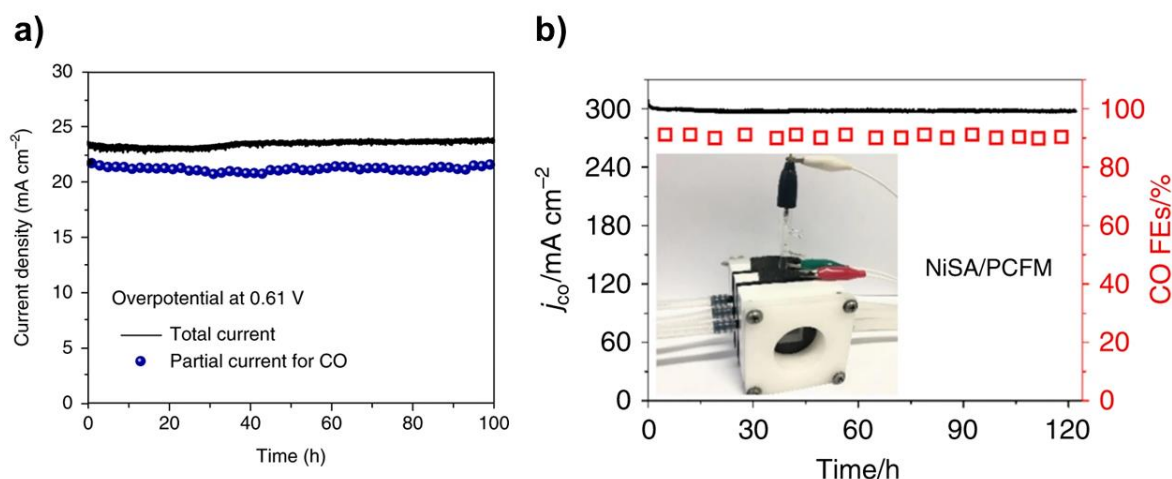 a)
30
25
20
15
10
5
0
Current density (mA cm⁻²)
Overpotential at 0.61 V
Total current
Partial current for CO
0 20 40 60 80 100
Time (h)
b)
300
240
180
120
60
0
jco/mA cm⁻²
NiSA/PCFM
100
80
60
40
20
0
CO FEs/%
0 30 60 90 120
Time/h